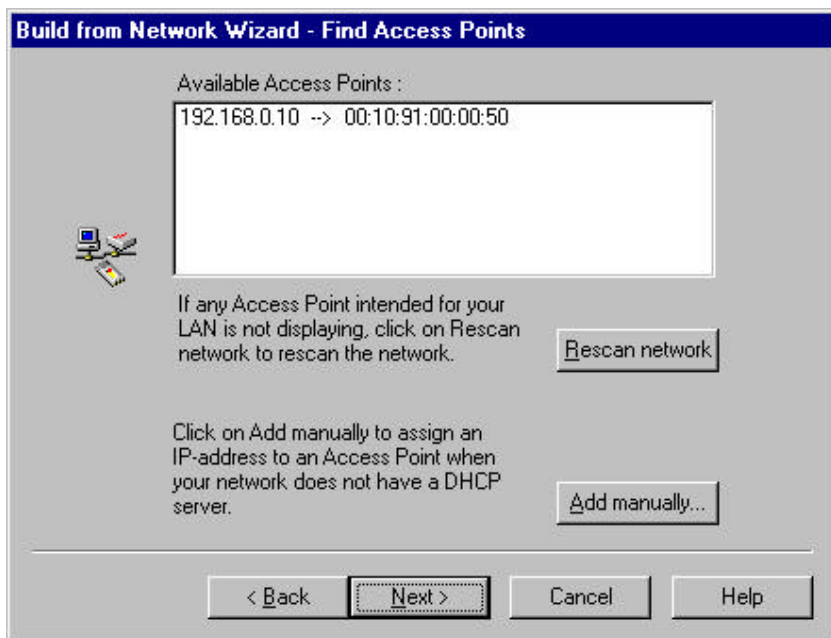 Build from Network Wizard - Find Access Points
Available Access Points :
192.168.0.10 --> 00:10:91:00:00:50
If any Access Point intended for your
LAN is not displaying, click on Rescan
network to rescan the network.
Rescan network
Click on Add manually to assign an
IP-address to an Access Point when
your network does not have a DHCP
server.
Add manually...
< Back
Next >
Cancel
Help